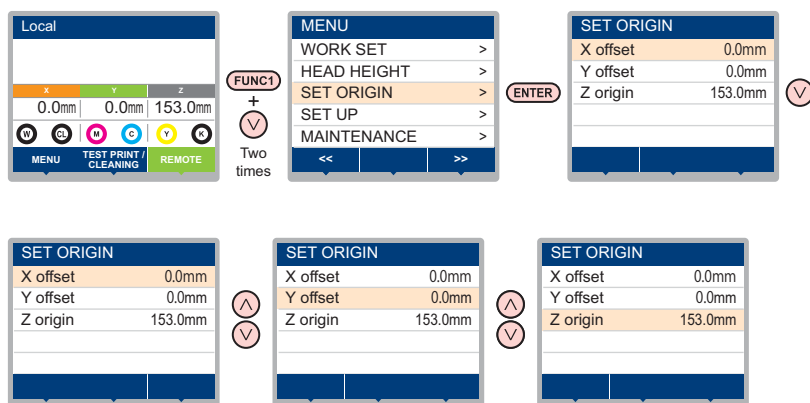 Local
X Y Z
0.0mm 0.0mm 153.0mm
W CL M C Y K
MENU TEST PRINT / CLEANING REMOTE
FUNC1
+
Two
times
MENU
WORK SET >
HEAD HEIGHT >
SET ORIGIN >
SET UP >
MAINTENANCE >
<< >>
ENTER
SET ORIGIN
X offset 0.0mm
Y offset 0.0mm
Z origin 153.0mm
SET ORIGIN
X offset 0.0mm
Y offset 0.0mm
Z origin 153.0mm
SET ORIGIN
X offset 0.0mm
Y offset 0.0mm
Z origin 153.0mm
SET ORIGIN
X offset 0.0mm
Y offset 0.0mm
Z origin 153.0mm